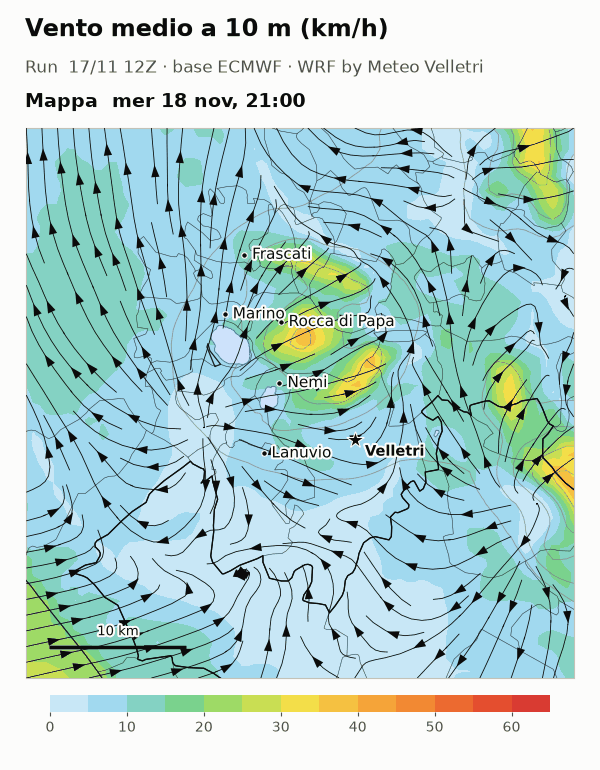 Vento medio a 10 m (km/h)
Run  17/11 12Z · base ECMWF · WRF by Meteo Velletri
Mappa  mer 18 nov, 21:00
Frascati
Marino
Rocca di Papa
Nemi
Velletri
Lanuvio
10 km
0 10 20 30 40 50 60